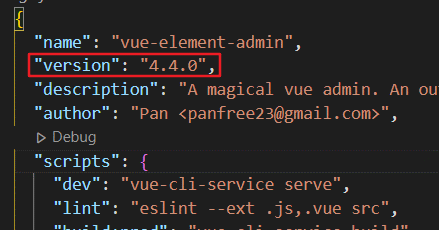 {
"name": "vue-element-admin",
"version": "4.4.0",
"description": "A magical vue admin. An out
"author": "Pan <panfree23@gmail.com>",
Debug
"scripts": {
"dev": "vue-cli-service serve",
"lint": "eslint --ext .js,.vue src",